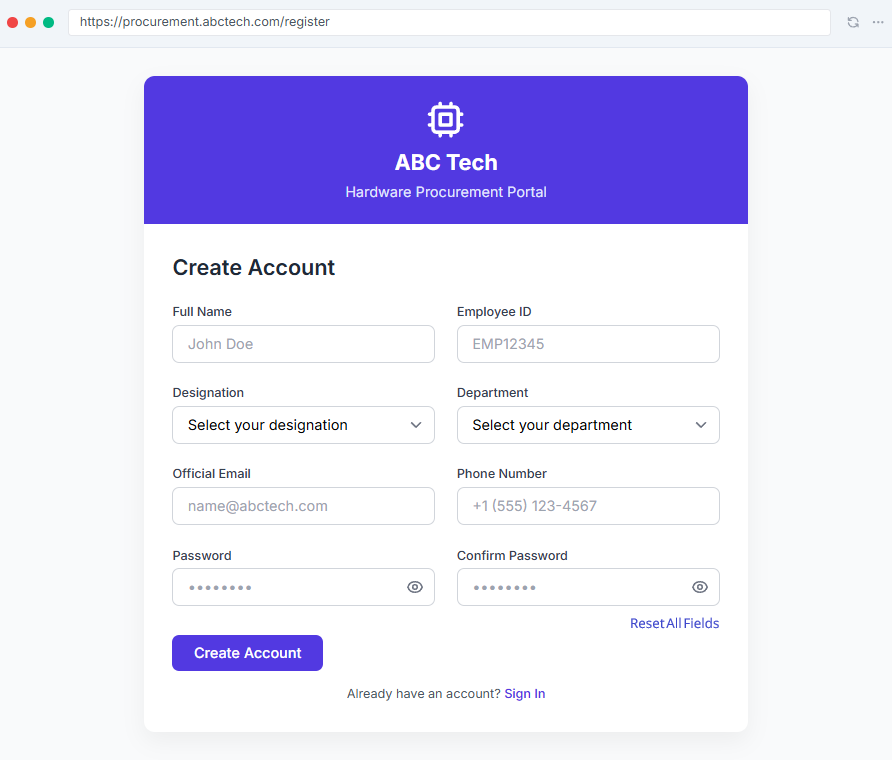 https://procurement.abctech.com/register
ABC Tech
Hardware Procurement Portal
Create Account
Full Name
Employee ID
John Doe
EMP12345
Designation
Department
Select your designation
Select your department
Official Email
Phone Number
name@abctech.com
+1 (555) 123-4567
Password
Confirm Password
••••••••
••••••••
Reset All Fields
Create Account
Already have an account? Sign In